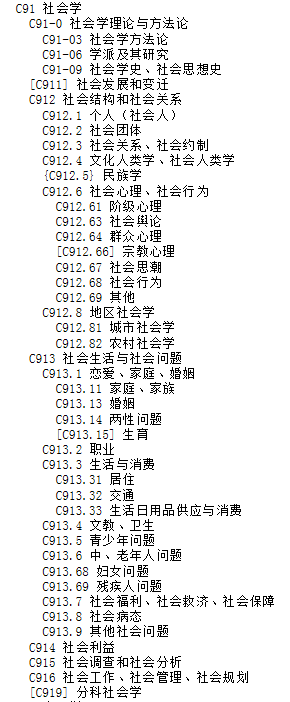 C91 社会学
C91-0 社会学理论与方法论
C91-03 社会学方法论
C91-06 学派及其研究
C91-09 社会学史、社会思想史
[C911] 社会发展和变迁
C912 社会结构和社会关系
C912.1 个人（社会人）
C912.2 社会团体
C912.3 社会关系、社会约制
C912.4 文化人类学、社会人类学
{C912.5} 民族学
C912.6 社会心理、社会行为
C912.61 阶级心理
C912.63 社会舆论
C912.64 群众心理
[C912.66] 宗教心理
C912.67 社会思潮
C912.68 社会行为
C912.69 其他
C912.8 地区社会学
C912.81 城市社会学
C912.82 农村社会学
C913 社会生活与社会问题
C913.1 恋爱、家庭、婚姻
C913.11 家庭、家族
C913.13 婚姻
C913.14 两性问题
[C913.15] 生育
C913.2 职业
C913.3 生活与消费
C913.31 居住
C913.32 交通
C913.33 生活日用品供应与消费
C913.4 文教、卫生
C913.5 青少年问题
C913.6 中、老年人问题
C913.68 妇女问题
C913.69 残疾人问题
C913.7 社会福利、社会救济、社会保障
C913.8 社会病态
C913.9 其他社会问题
C914 社会利益
C915 社会调查和社会分析
C916 社会工作、社会管理、社会规划
[C919] 分科社会学